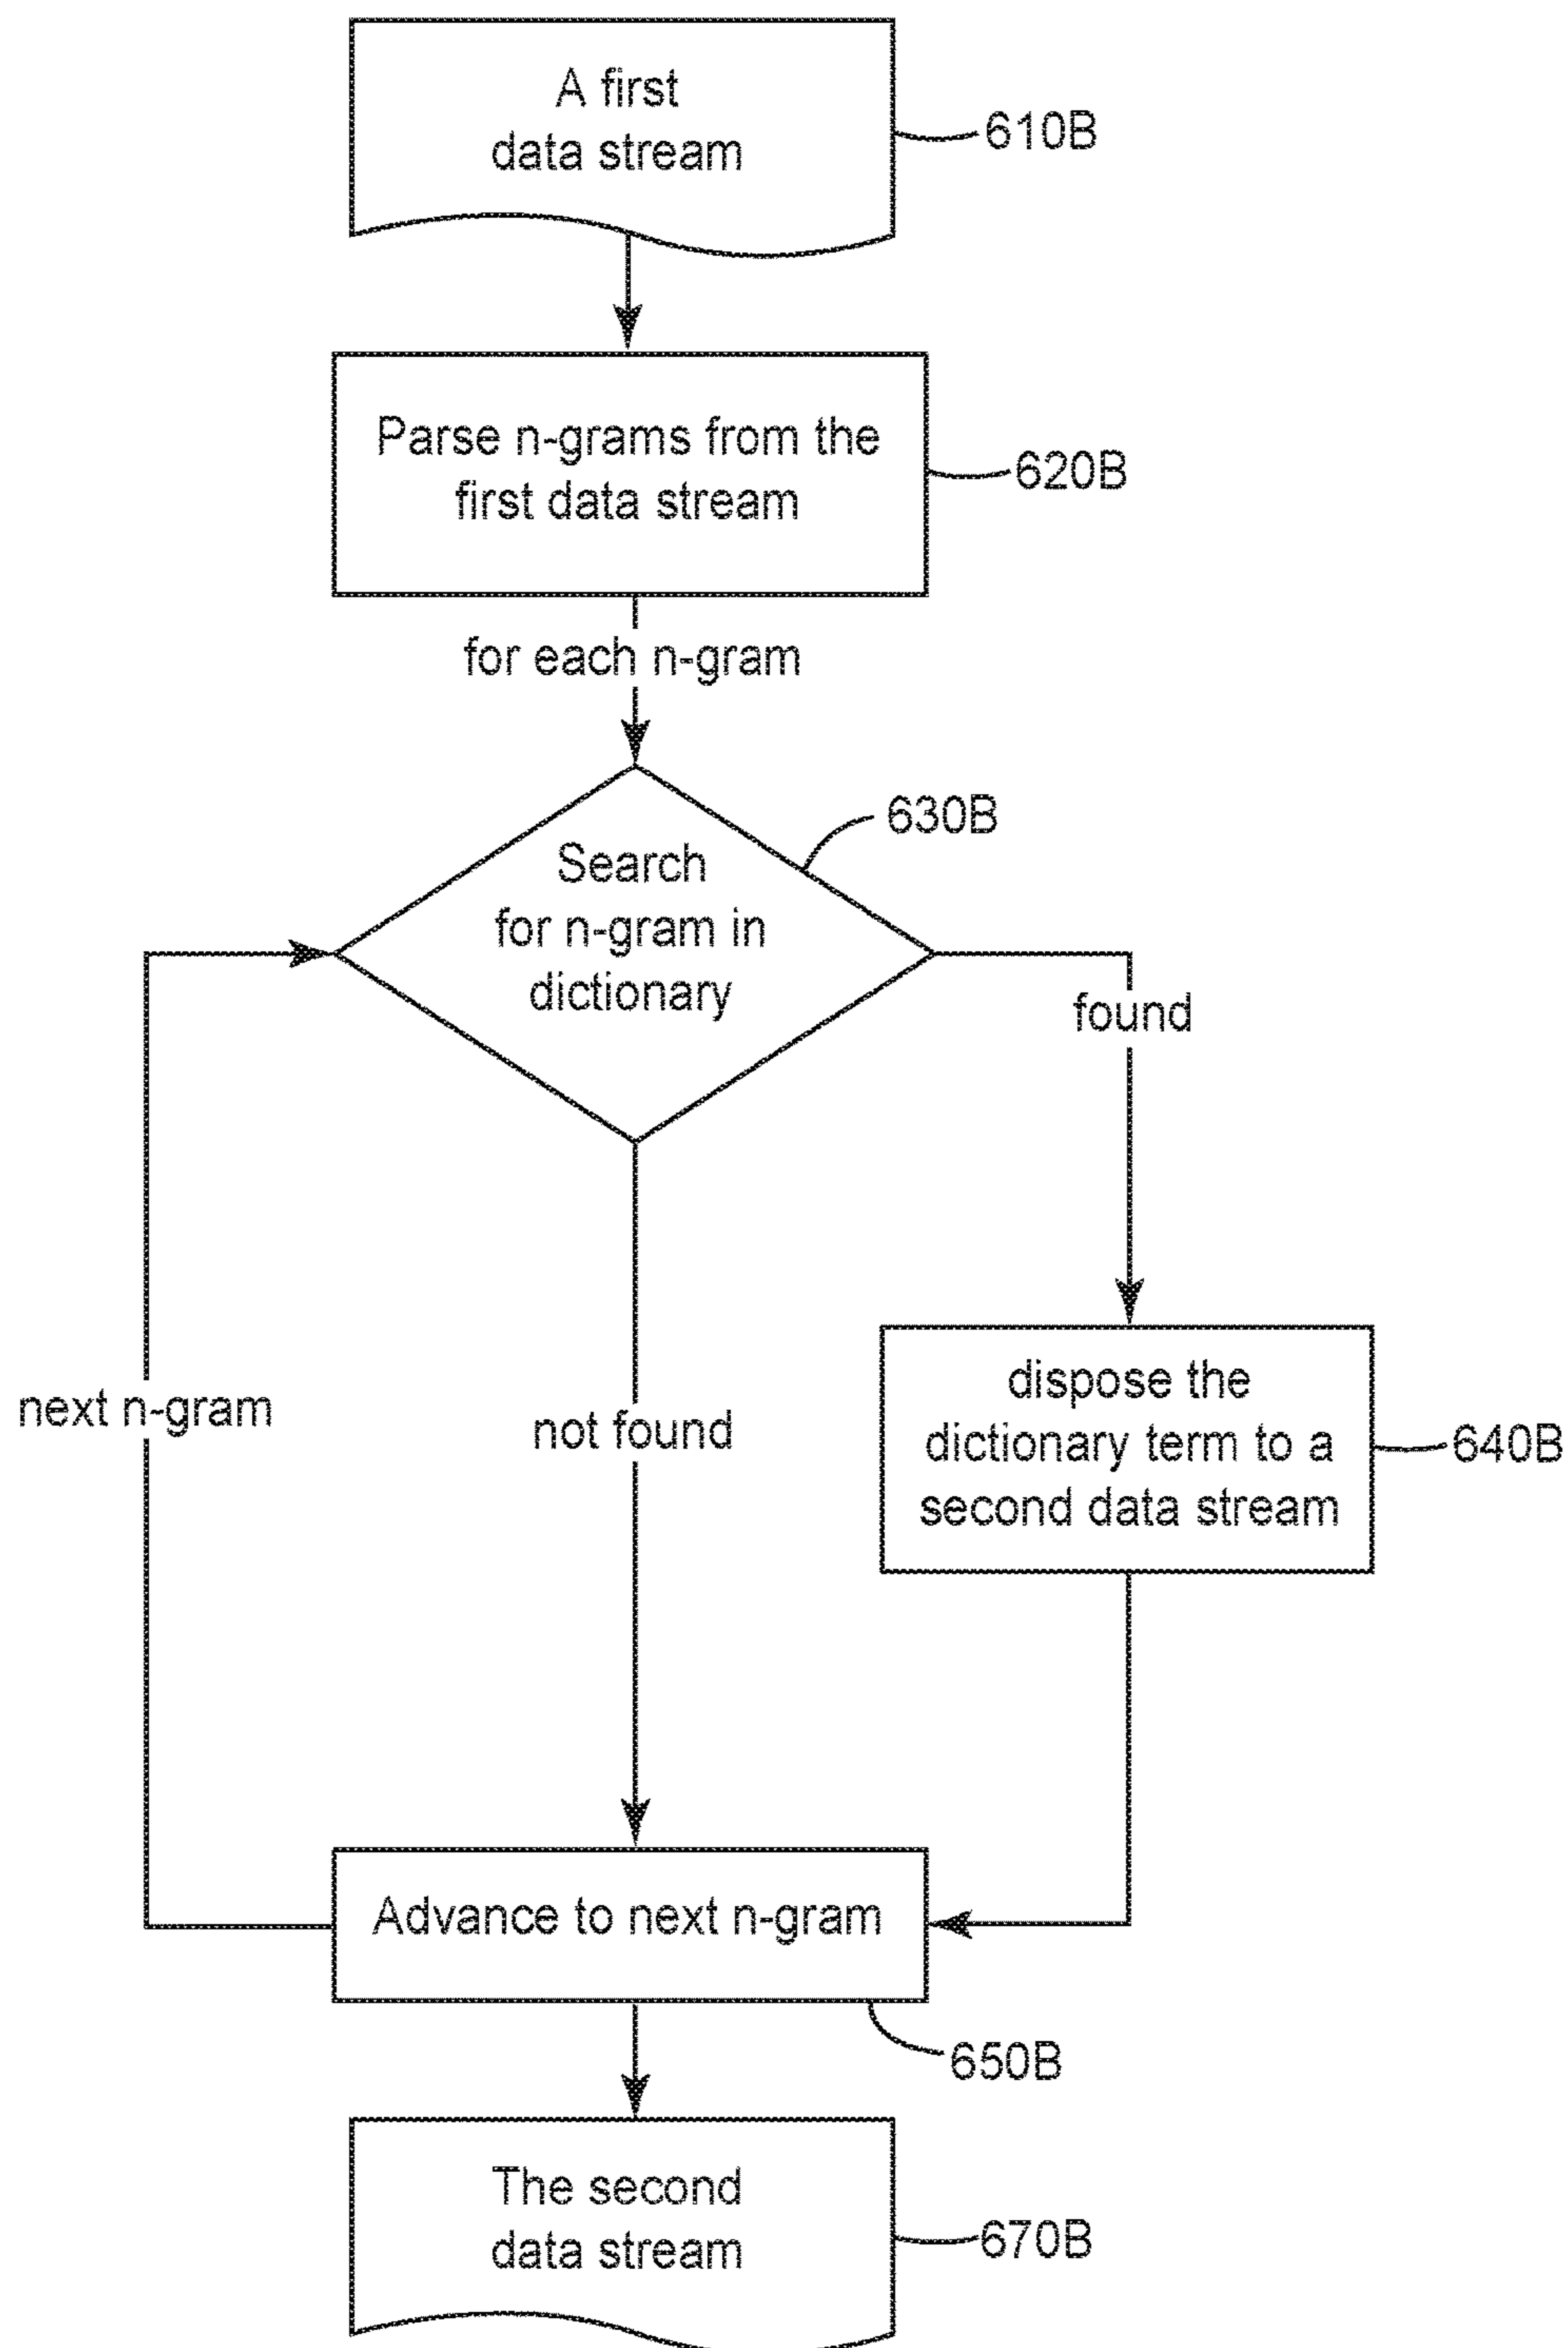 A first
data stream
610B
Parse n-grams from the
first data stream
620B
for each n-gram
630B
Search
for n-gram in
dictionary
found
next n-gram
not found
dispose the
dictionary term to a
second data stream
640B
Advance to next n-gram
650B
The second
data stream
670B